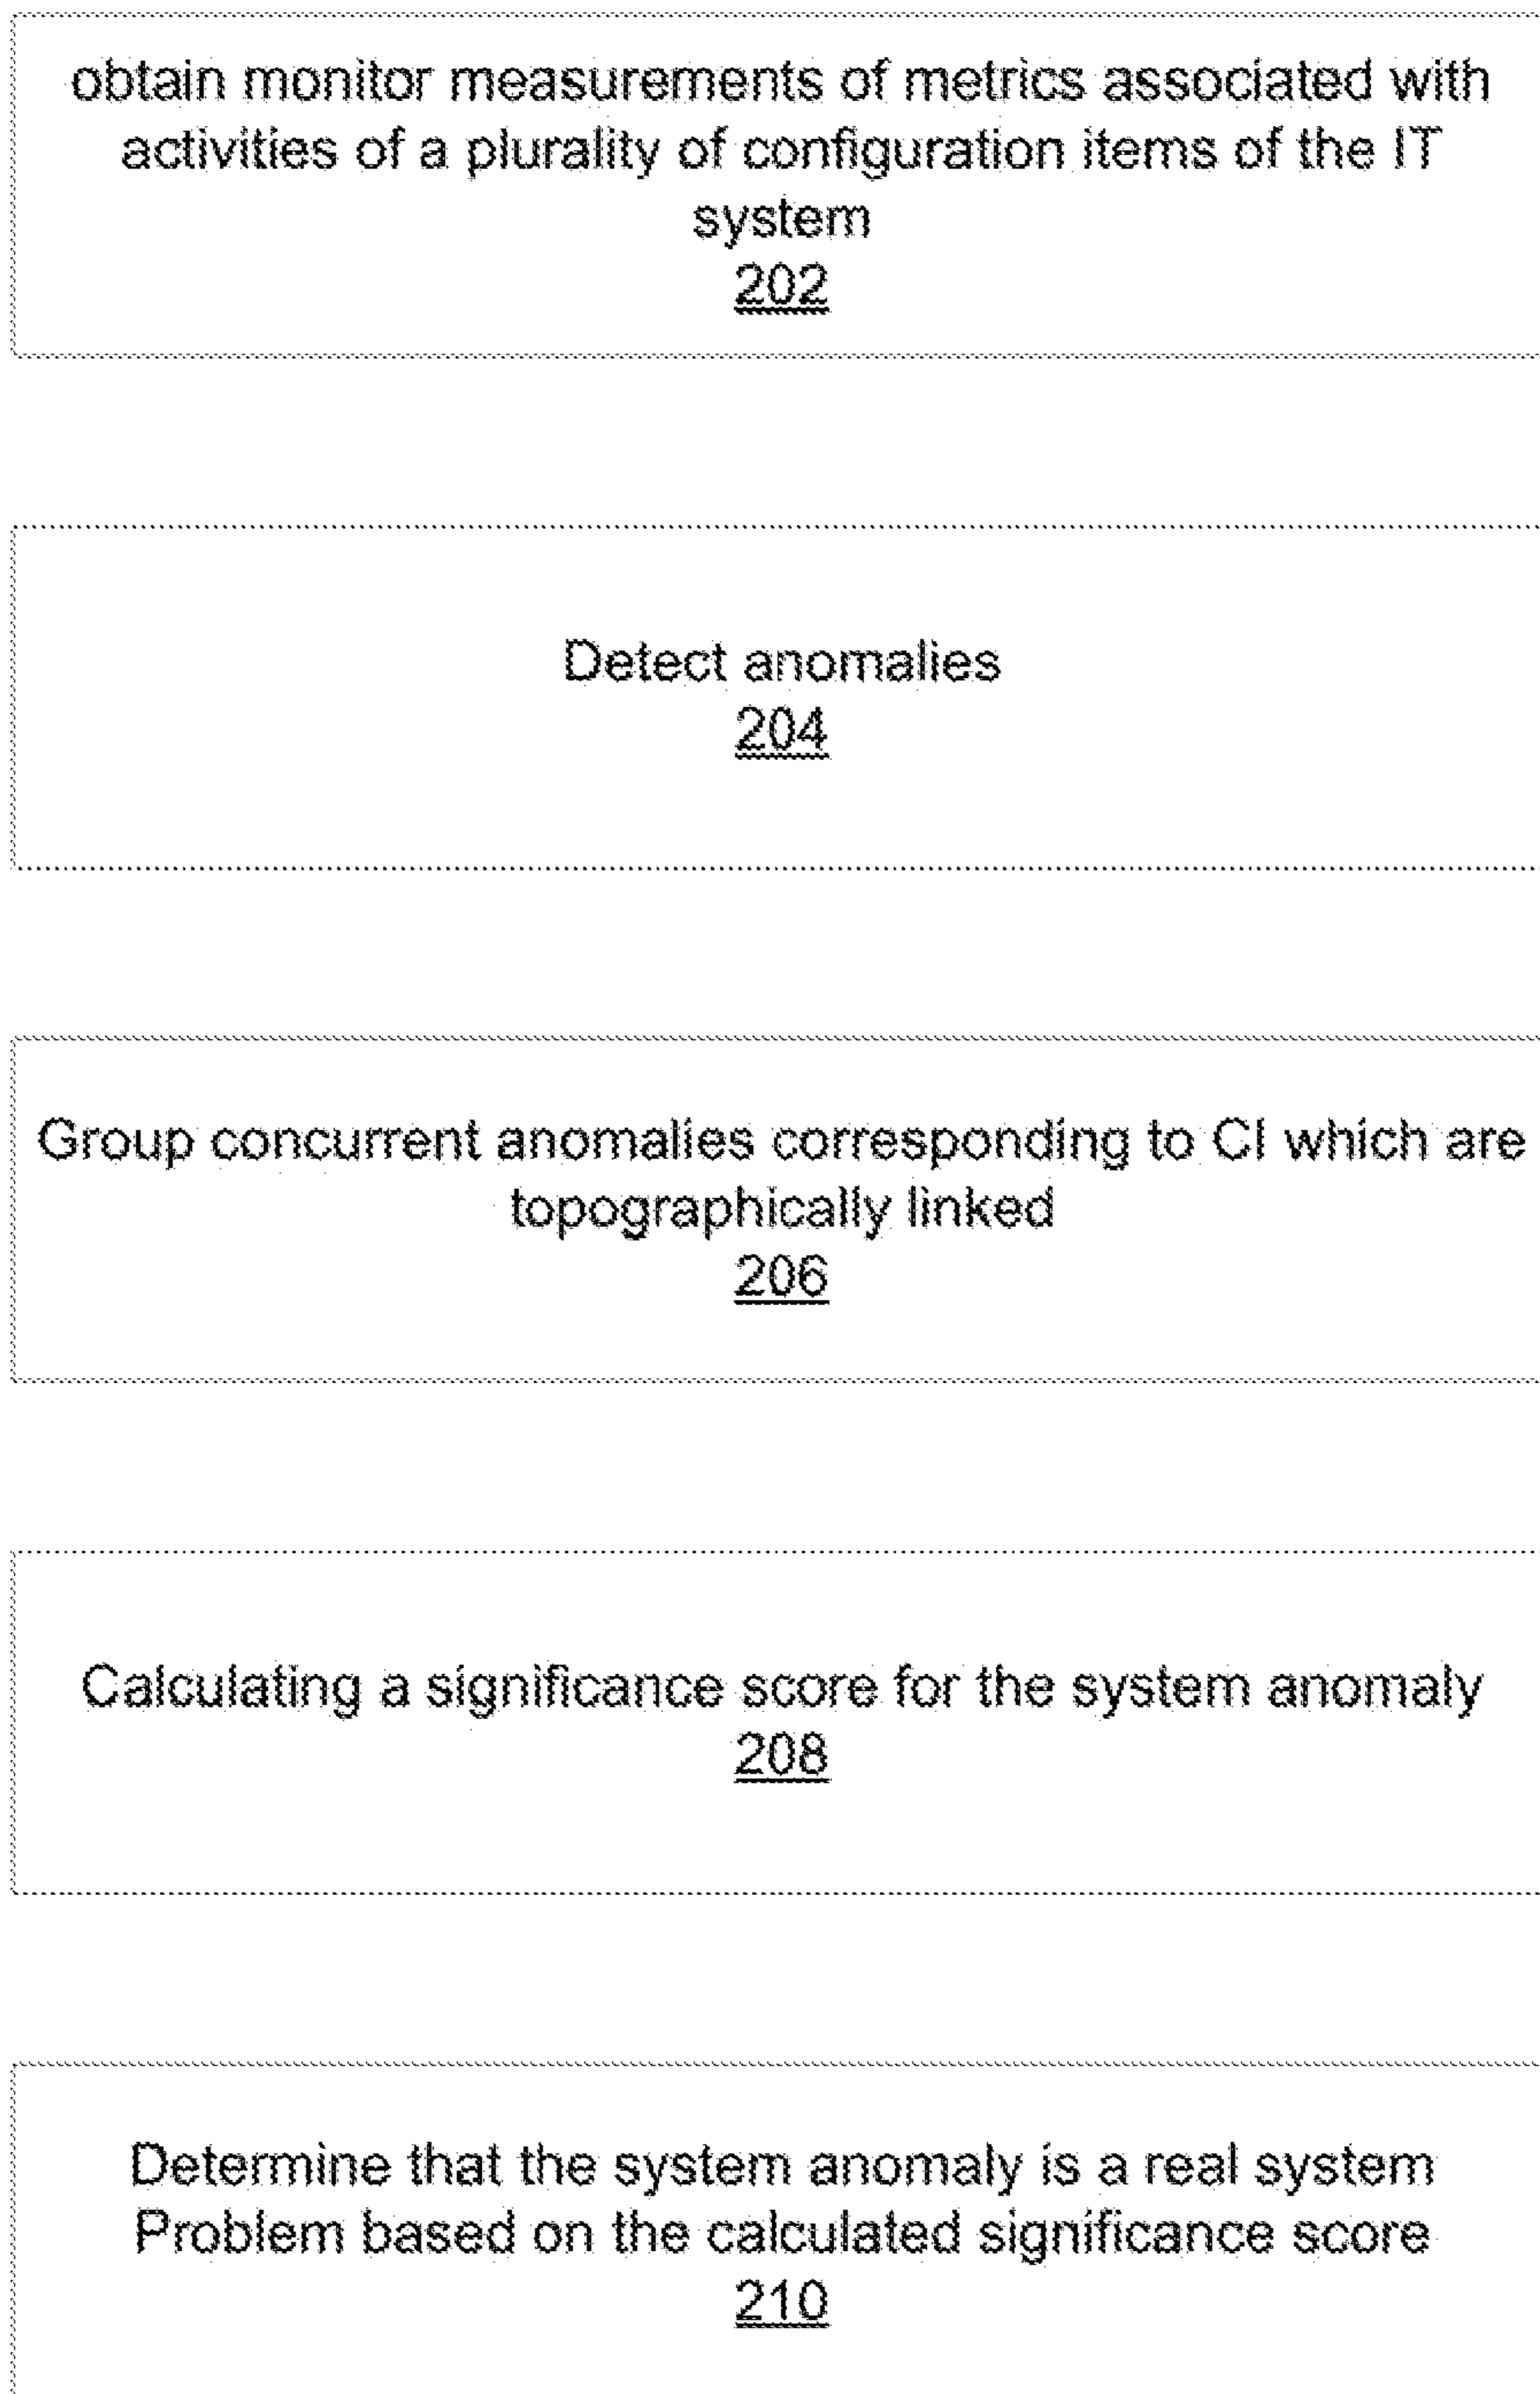 obtain monitor measurements of metrics associated with
activities of a plurality of configuration items of the IT
system
202
Detect anomalies
204
Group concurrent anomalies corresponding to CI which are
topographically linked
206
Calculating a significance score for the system anomaly
208
Determine that the system anomaly is a real system
Problem based on the calculated significance score
210